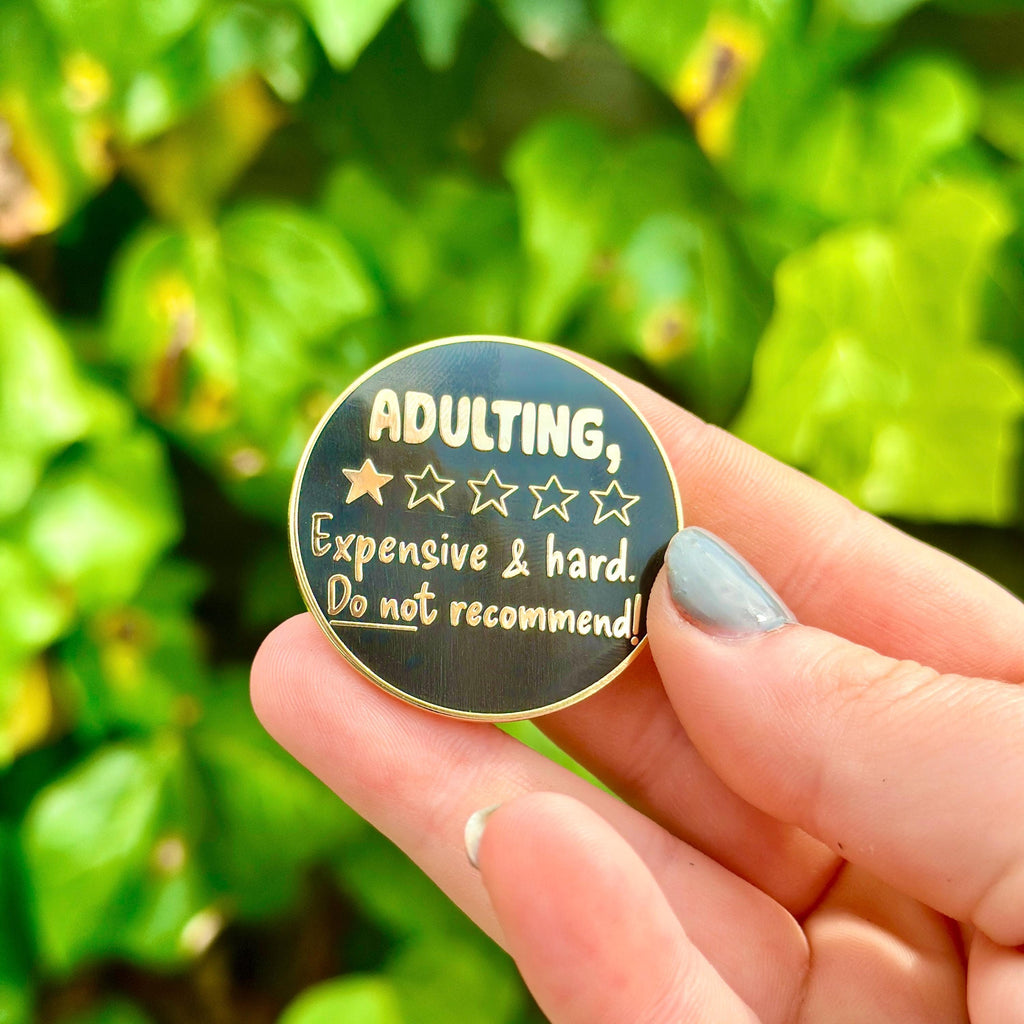 ADULTING,
Expensive & hard.
Do not recommend!